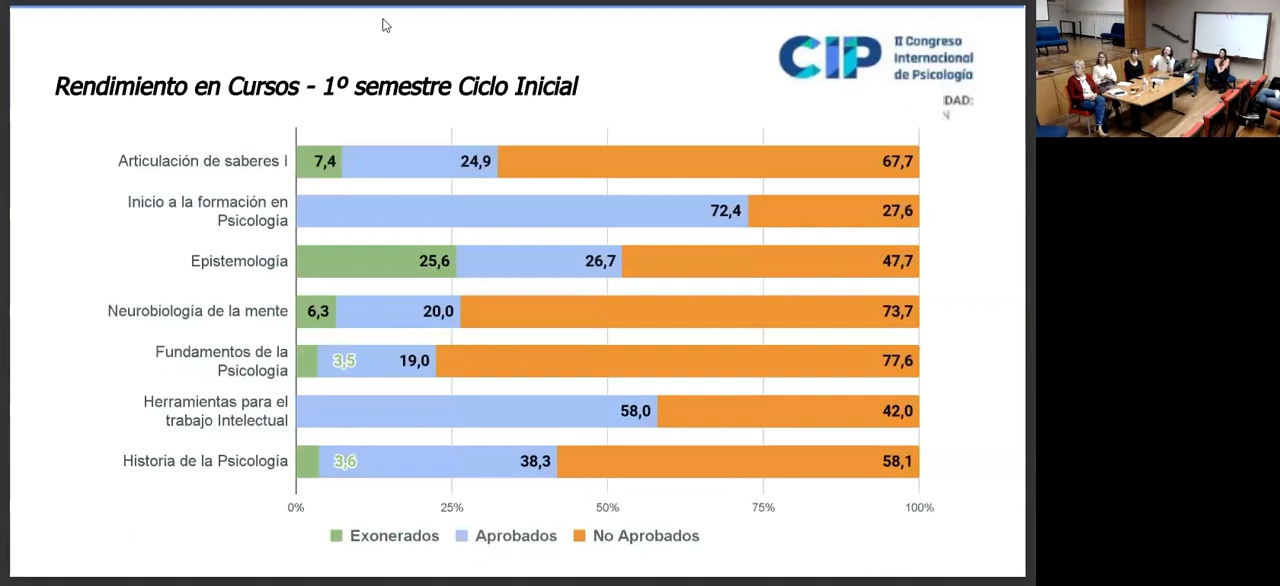 CIP
II Congreso
Internacional
de Psicología
DAD:
Rendimiento en Cursos - 1º semestre Ciclo Inicial
Articulación de saberes I
7,4 24,9 67,7
Inicio a la formación en
Psicología
72,4 27,6
Epistemología
25,6 26,7 47,7
Neurobiología de la mente
6,3 20,0 73,7
Fundamentos de la
Psicología
3,5 19,0 77,6
Herramientas para el
trabajo Intelectual
58,0 42,0
Historia de la Psicología
3,6 38,3 58,1
0% 25% 50% 75% 100%
Exonerados Aprobados No Aprobados